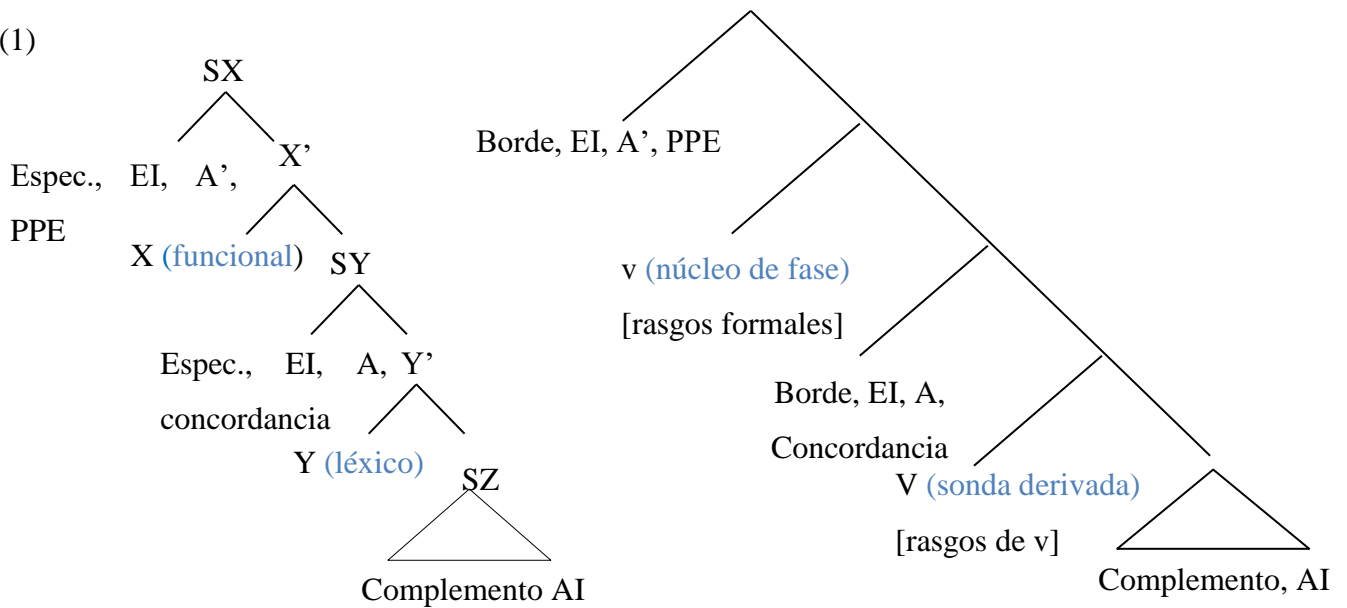 (1)
SX
Espec., EI, A’, X’
PPE
X (funcional) SY
Espec., EI, A, Y’
concordancia
Y (léxico)
SZ
Complemento AI
Borde, EI, A’, PPE
v (núcleo de fase)
[rasgos formales]
Borde, EI, A,
Concordancia
V (sonda derivada)
[rasgos de v]
Complemento, AI